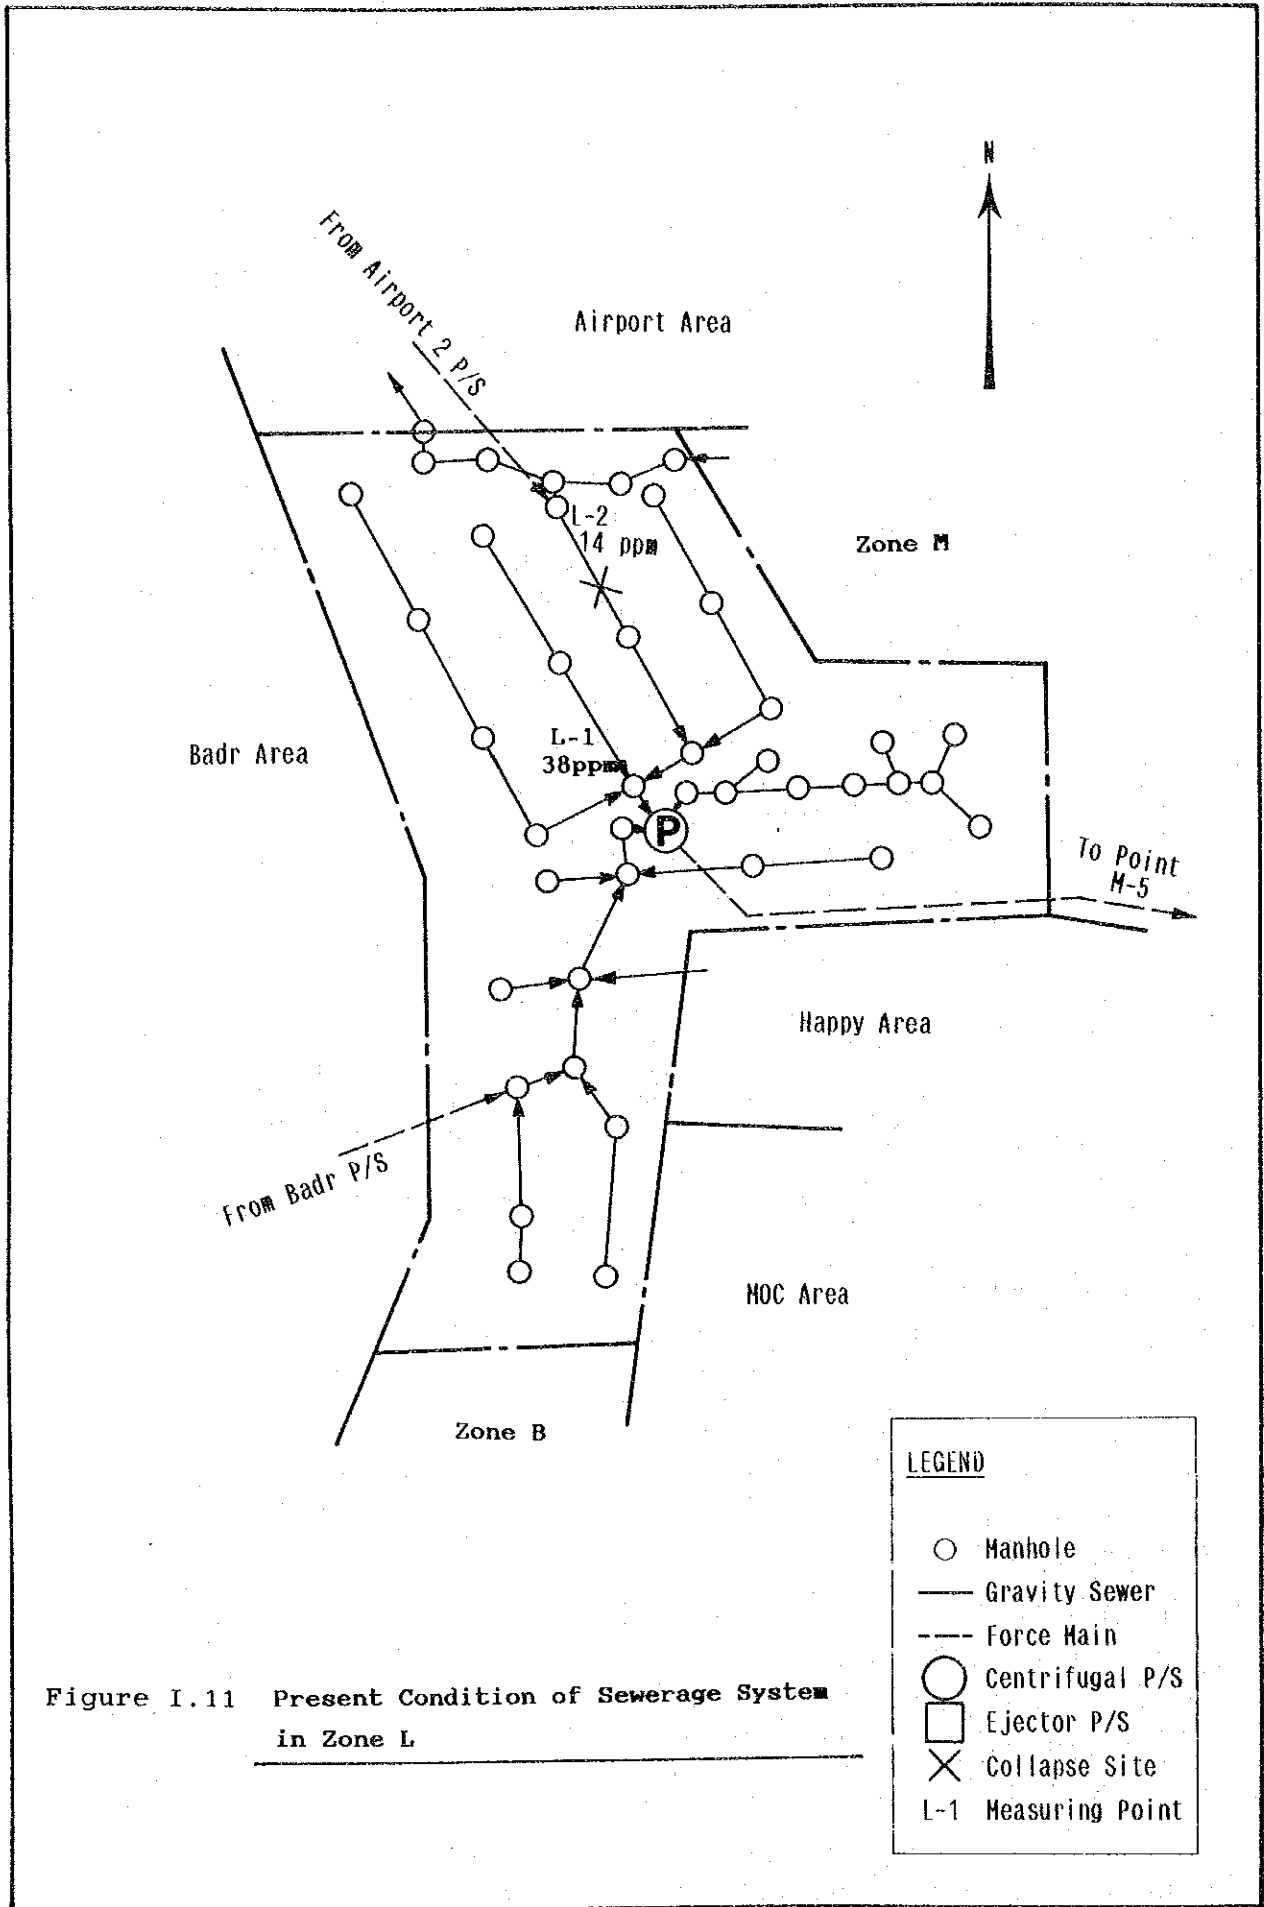 N
From Airport 2 P/S
Airport Area
L-2
14 ppm
Zone M
Badr Area
L-1
38ppm
P
To Point
M-5
Happy Area
From Badr P/S
MOC Area
Zone B
LEGEND
Manhole
Gravity Sewer
Force Main
Centrifugal P/S
Ejector P/S
Collapse Site
L-1 Measuring Point
Figure I.11 Present Condition of Sewerage System
in Zone L